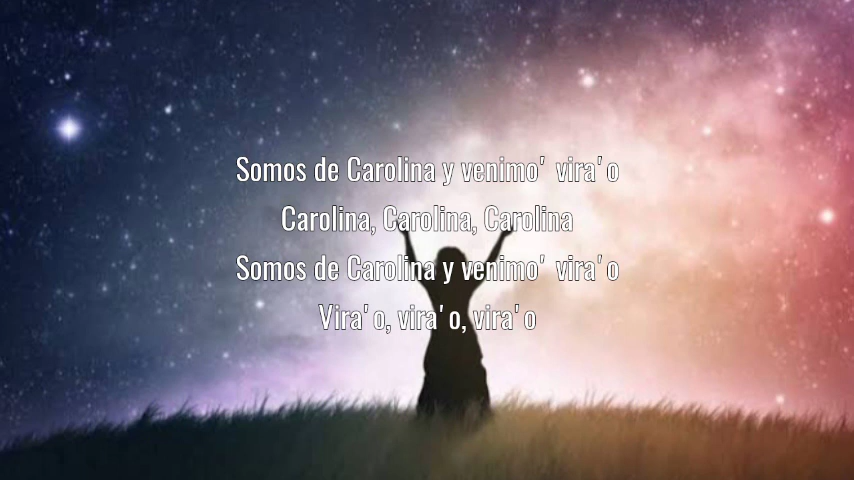 Somos de Carolina y venimo' vira'o
Carolina, Carolina, Carolina
Somos de Carolina y venimo' vira'o
Vira'o, vira'o, vira'o